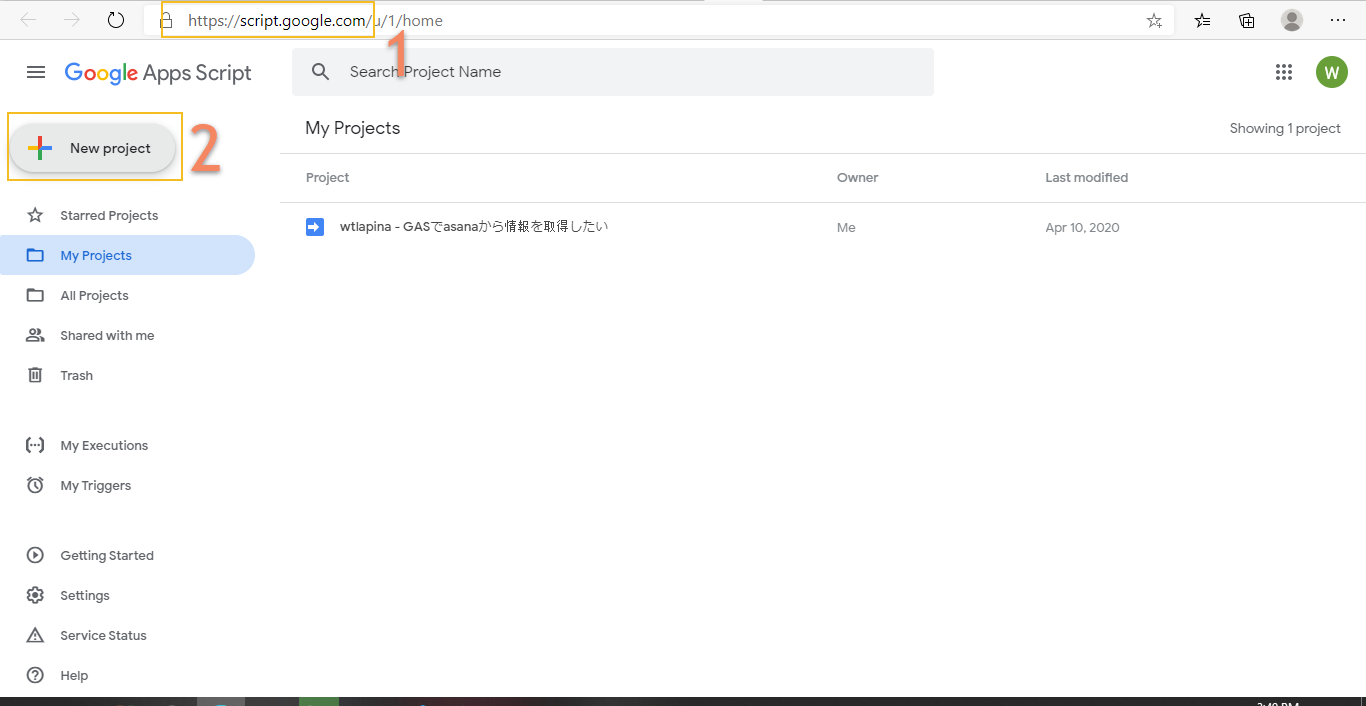 https://script.google.com/u/1/home
1
Google Apps Script
Search Project Name
W
New project
2
My Projects
Showing 1 project
Project Owner Last modified
wtlapina - GASでasanaから情報を取得したい Me Apr 10, 2020
Starred Projects
My Projects
All Projects
Shared with me
Trash
My Executions
My Triggers
Getting Started
Settings
Service Status
Help